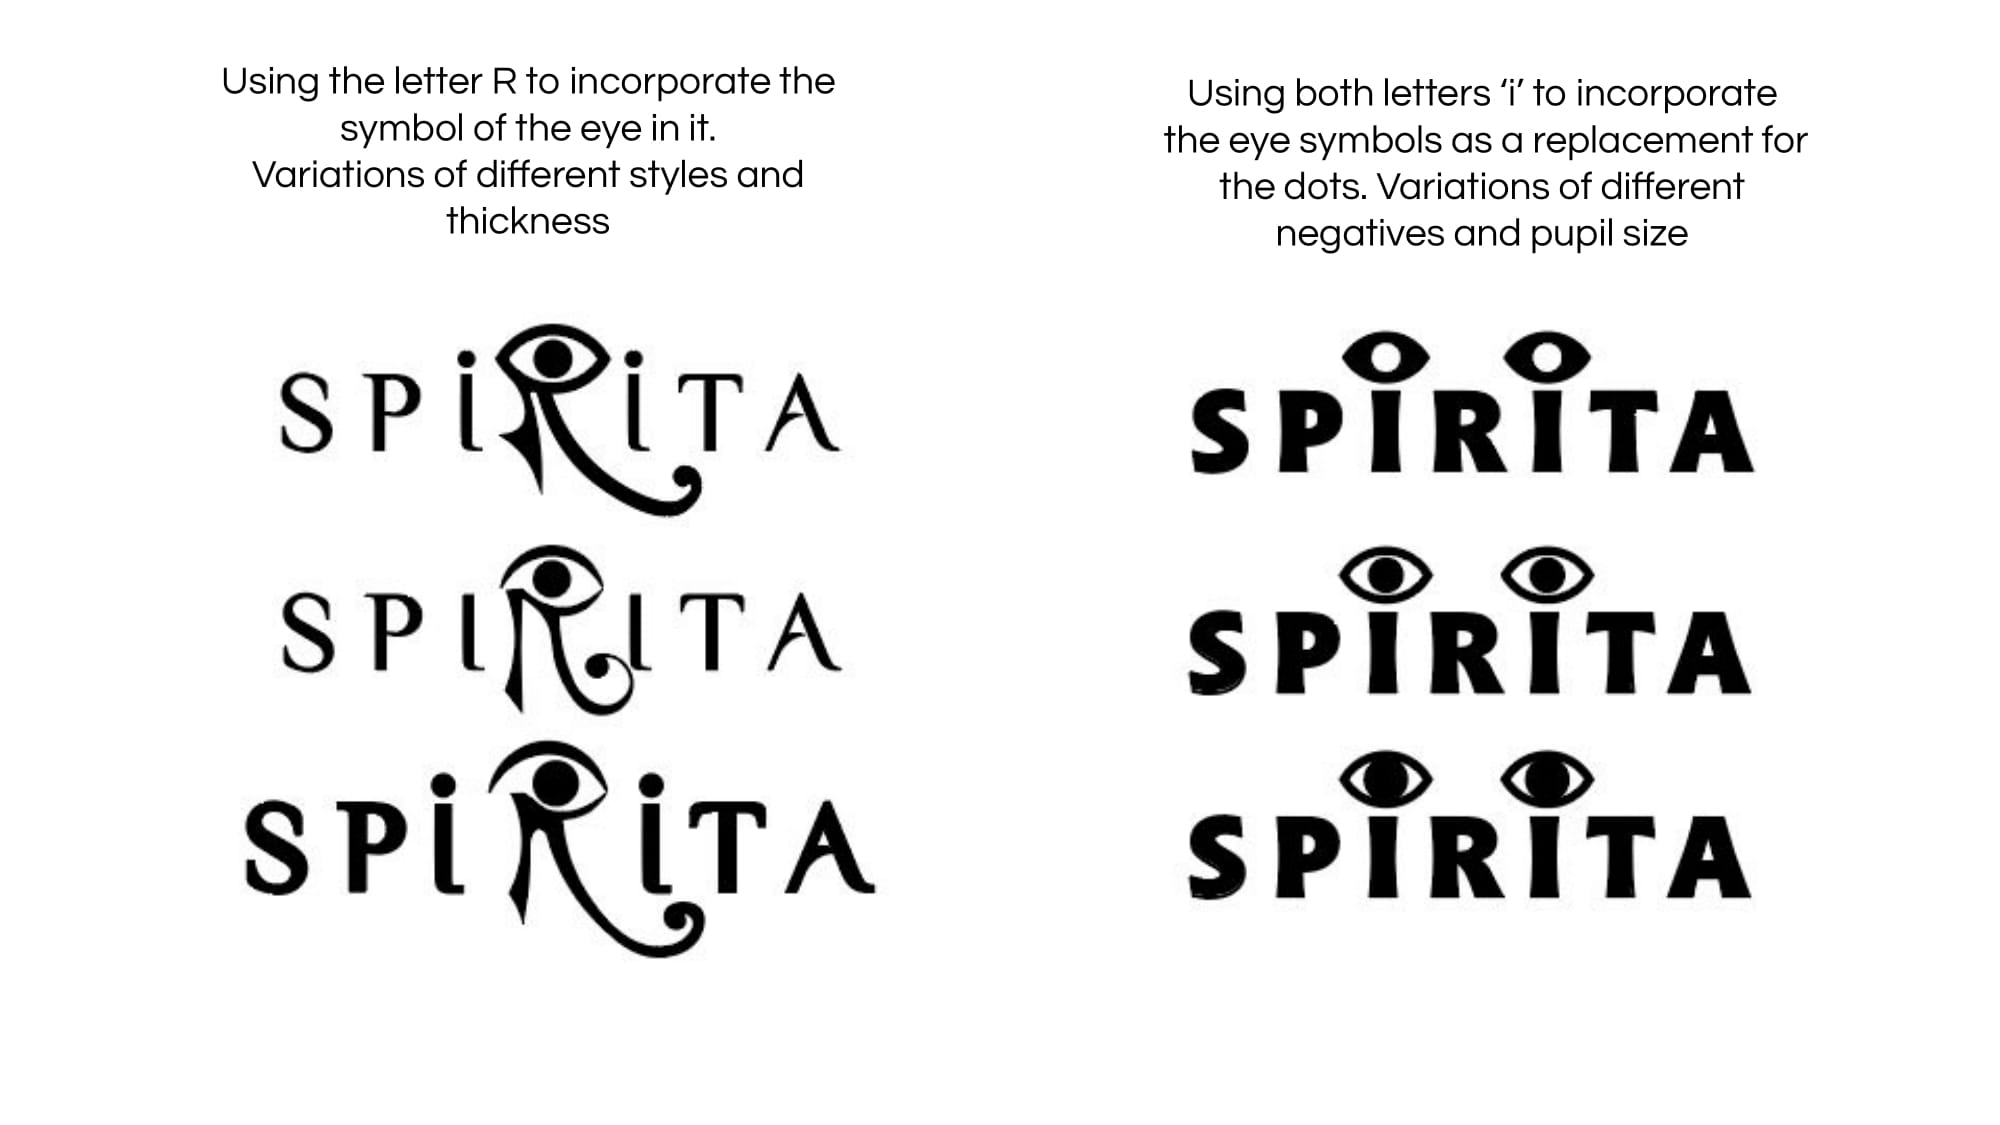 Using the letter R to incorporate the
symbol of the eye in it.
Variations of different styles and
thickness
SPiRiTA
SPIRITA
SPiRiTA
Using both letters ‘i’ to incorporate
the eye symbols as a replacement for
the dots. Variations of different
negatives and pupil size
SPIRITA
SPIRITA
SPIRITA